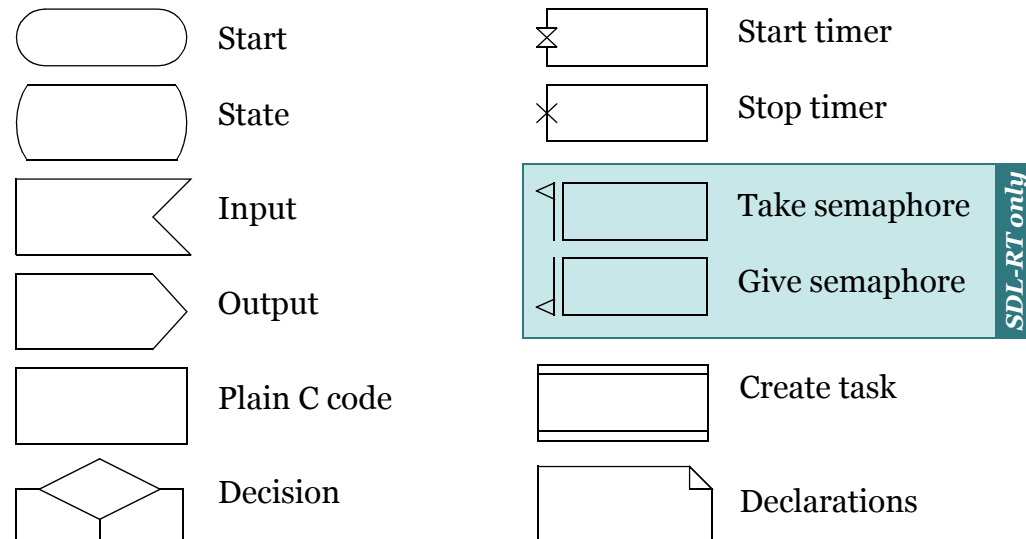 Start
State
Input
Output
Plain C code
Decision
Start timer
Stop timer
Take semaphore
Give semaphore
SDL-RT only
Create task
Declarations